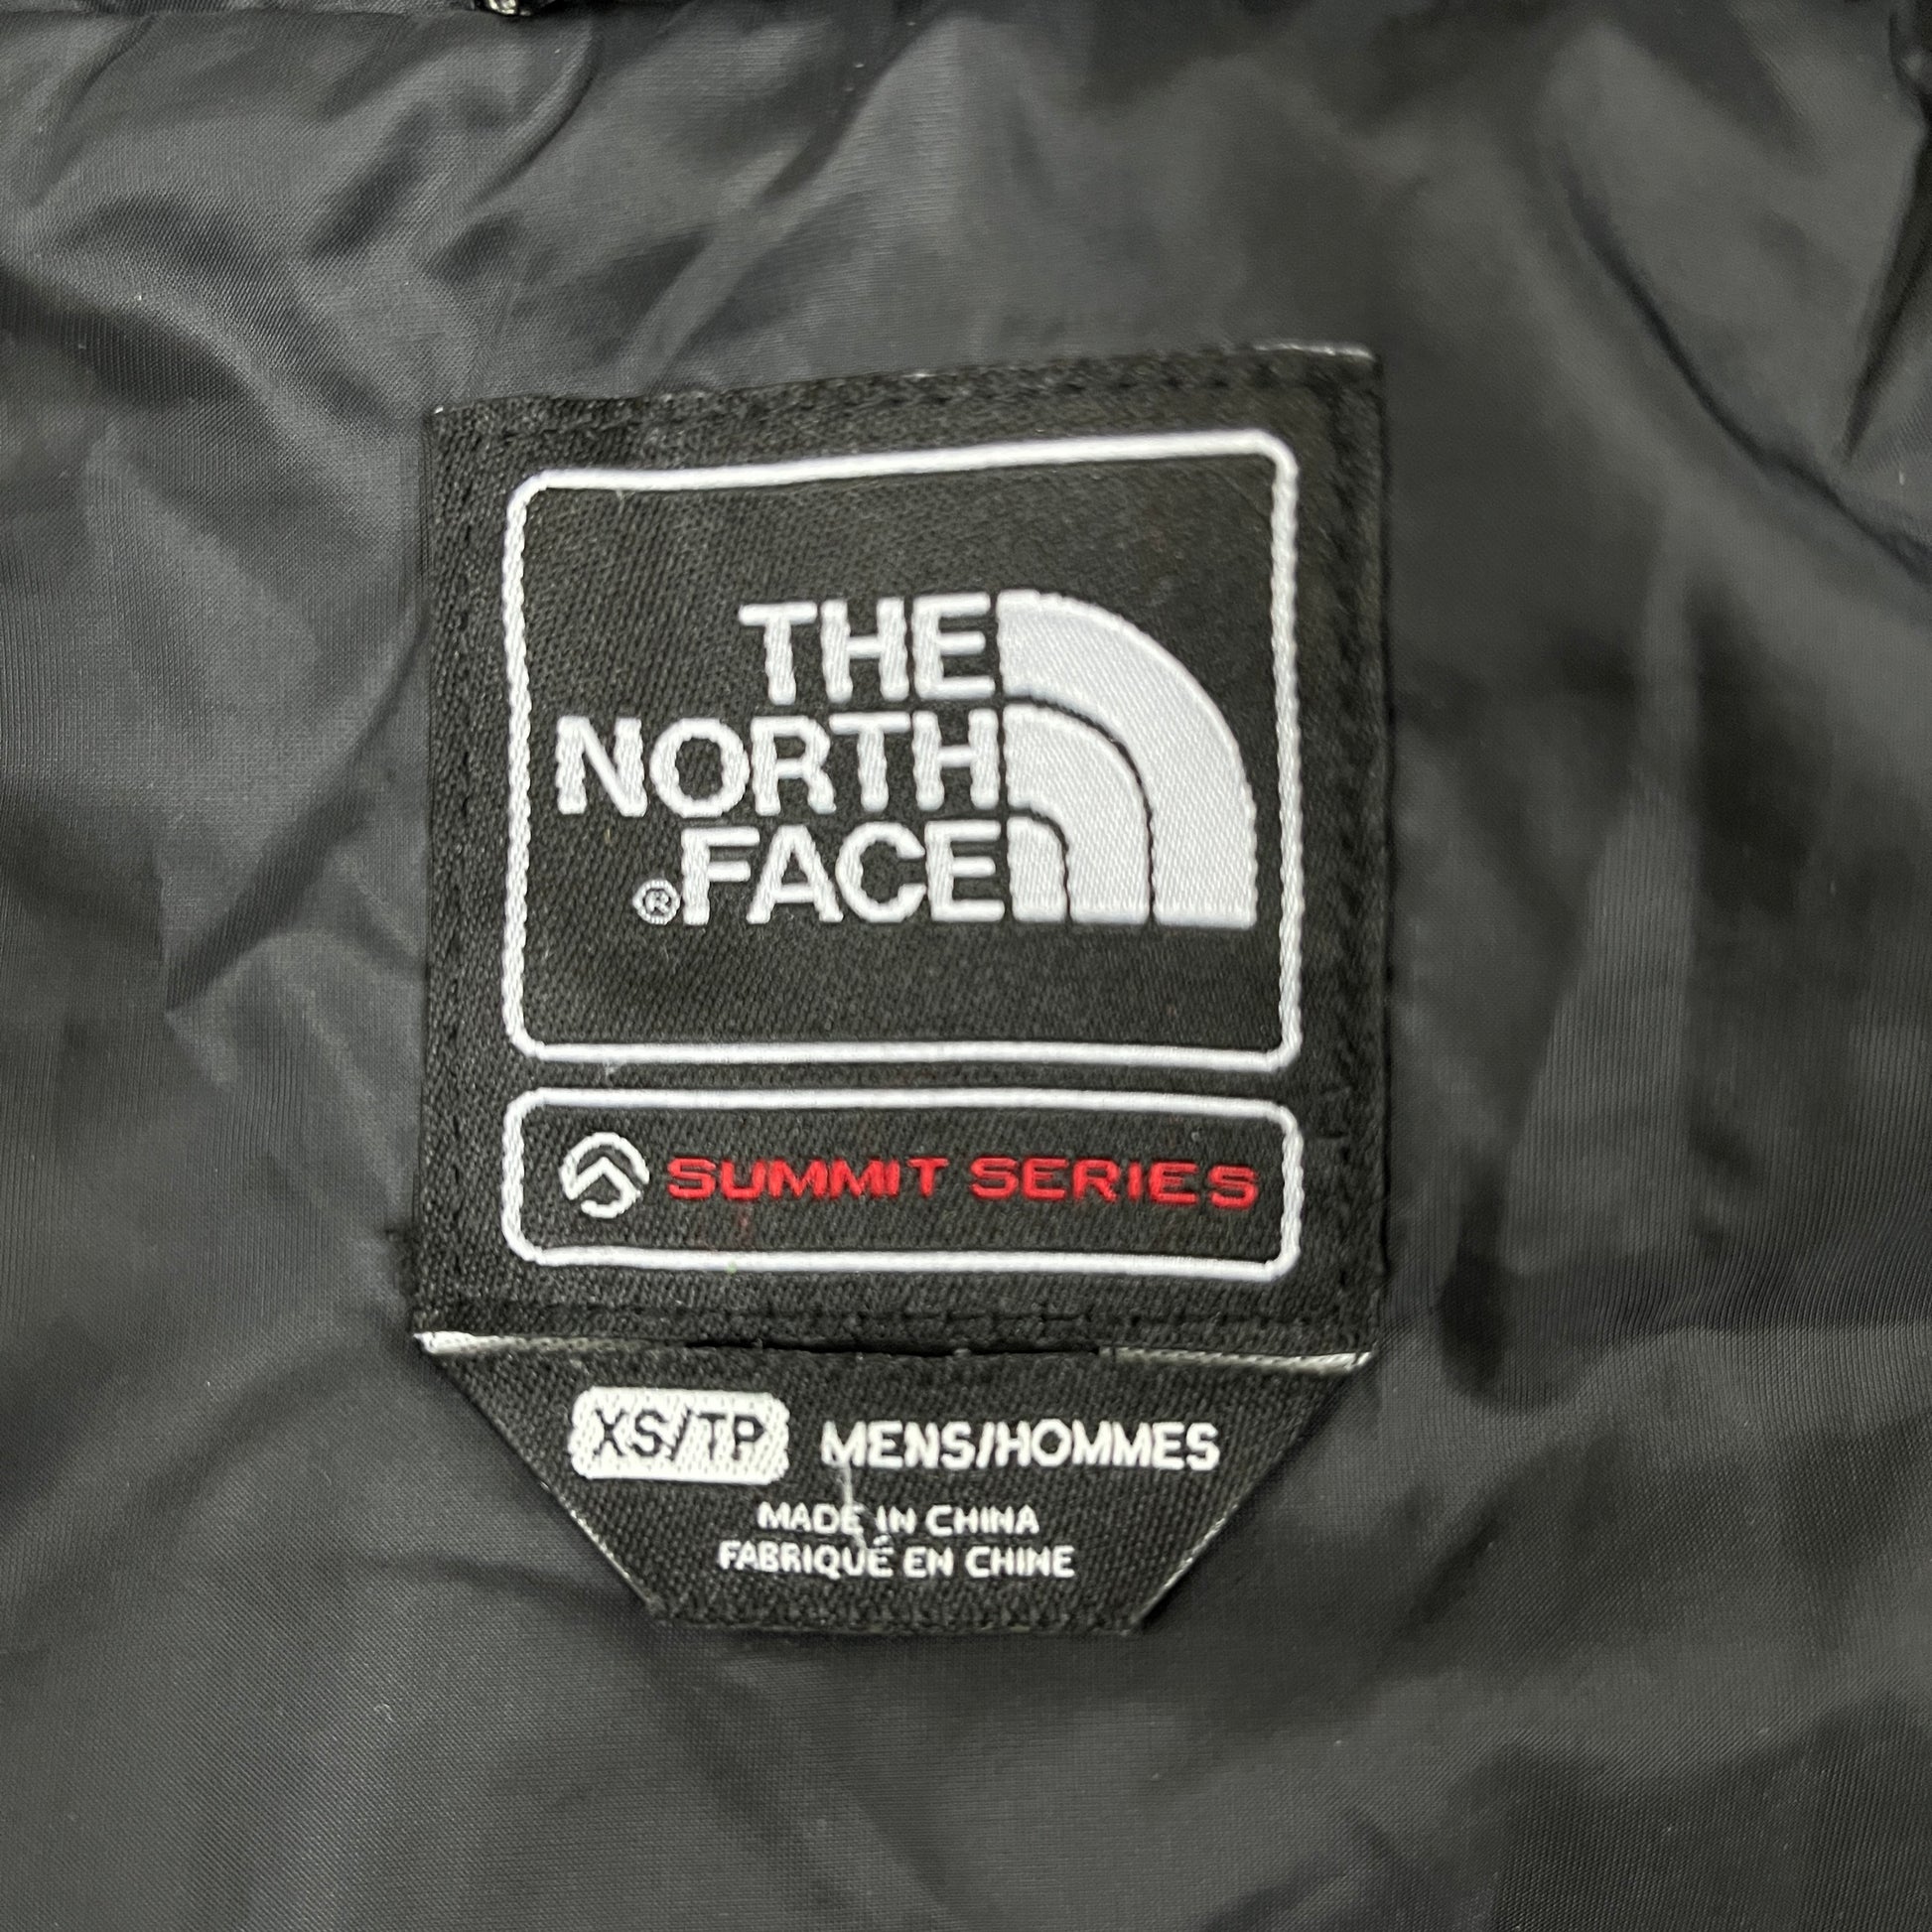 THE
NORTH
®FACE
SUMMIT SERIES
XS/TP MENS/HOMMES
MADE IN CHINA
FABRIQUÉ EN CHINE